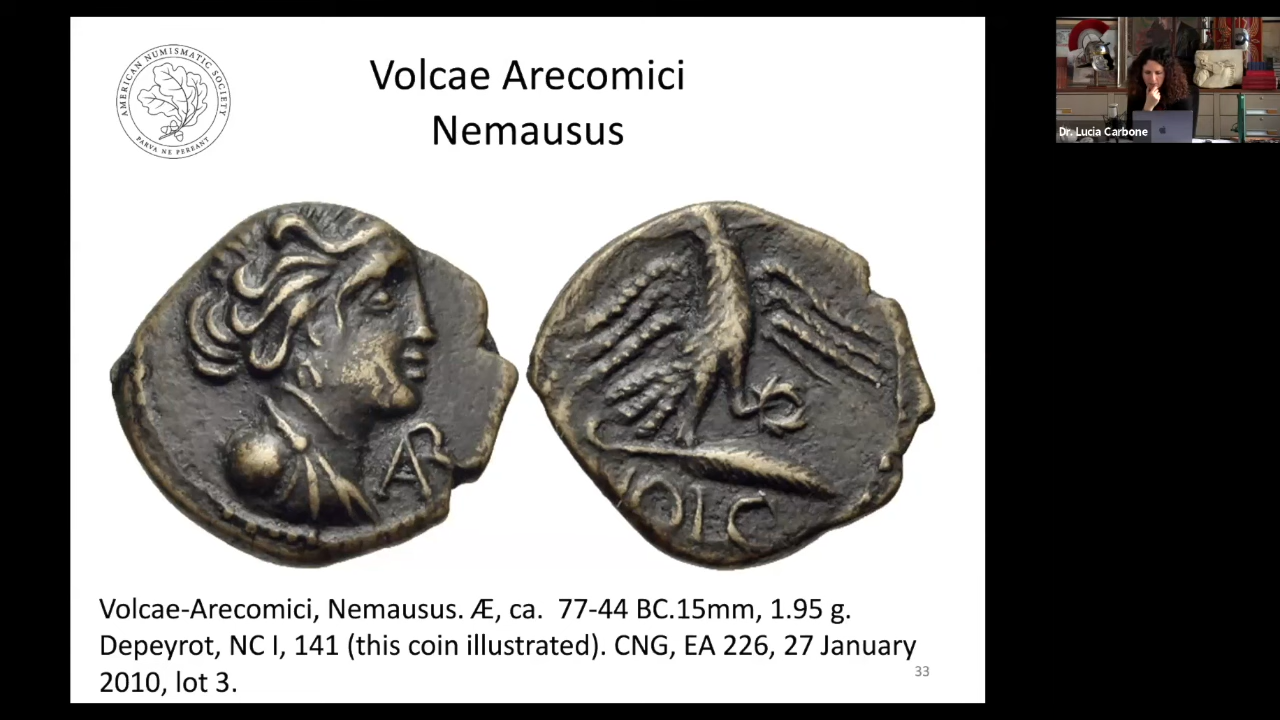 AMERICAN NUMISMATIC SOCIETY
PARVA NE PEREANT
Volcae Arecomici
Nemausus
Dr. Lucia Carbone
AR
VOLC
Volcae-Arecomici, Nemausus. Æ, ca. 77-44 BC.15mm, 1.95 g.
Depeyrot, NC I, 141 (this coin illustrated). CNG, EA 226, 27 January
2010, lot 3.
33